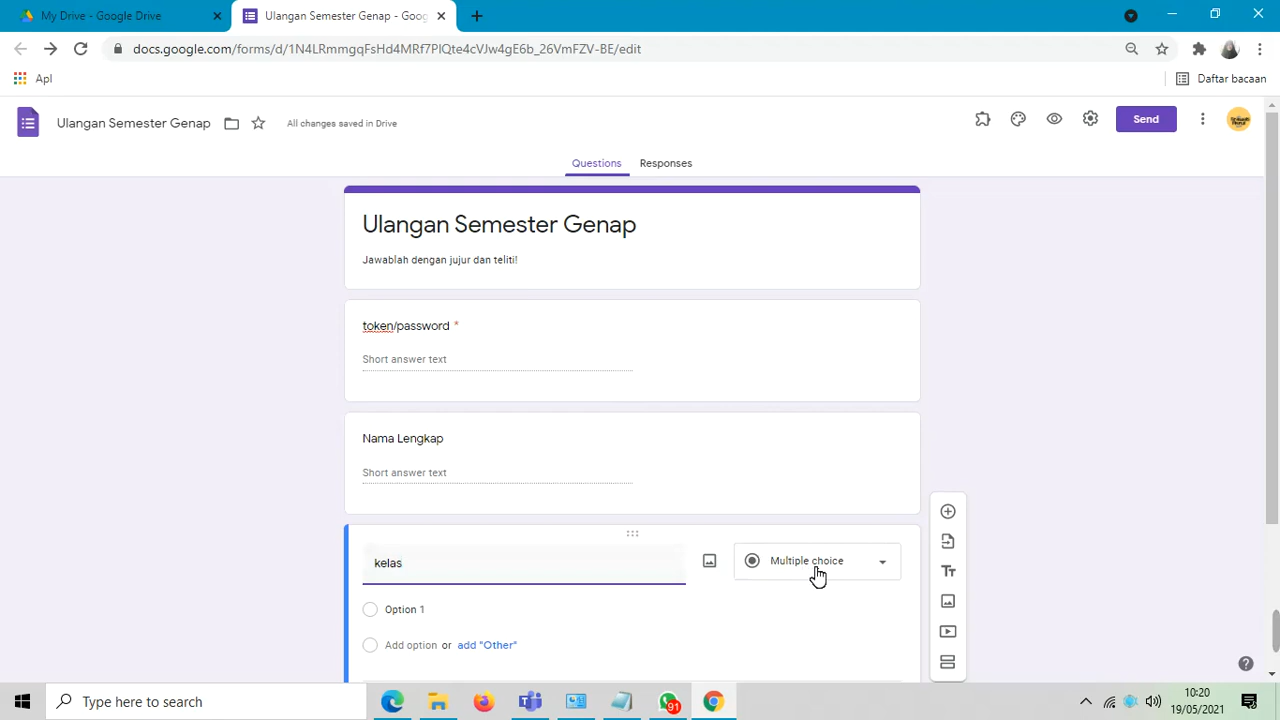 My Drive - Google Drive
Ulangan Semester Genap - Goog
docs.google.com/forms/d/1N4LRmmgqFsHd4MRf7PlQte4cVJw4gE6b_26VmFZV-BE/edit
Apl
Daftar bacaan
Ulangan Semester Genap
All changes saved in Drive
Send
Questions
Responses
Ulangan Semester Genap
Jawablah dengan jujur dan teliti!
token/password *
Short answer text
Nama Lengkap
Short answer text
kelas
Multiple choice
Option 1
Add option or add "Other"
Type here to search
91
10:20
19/05/2021